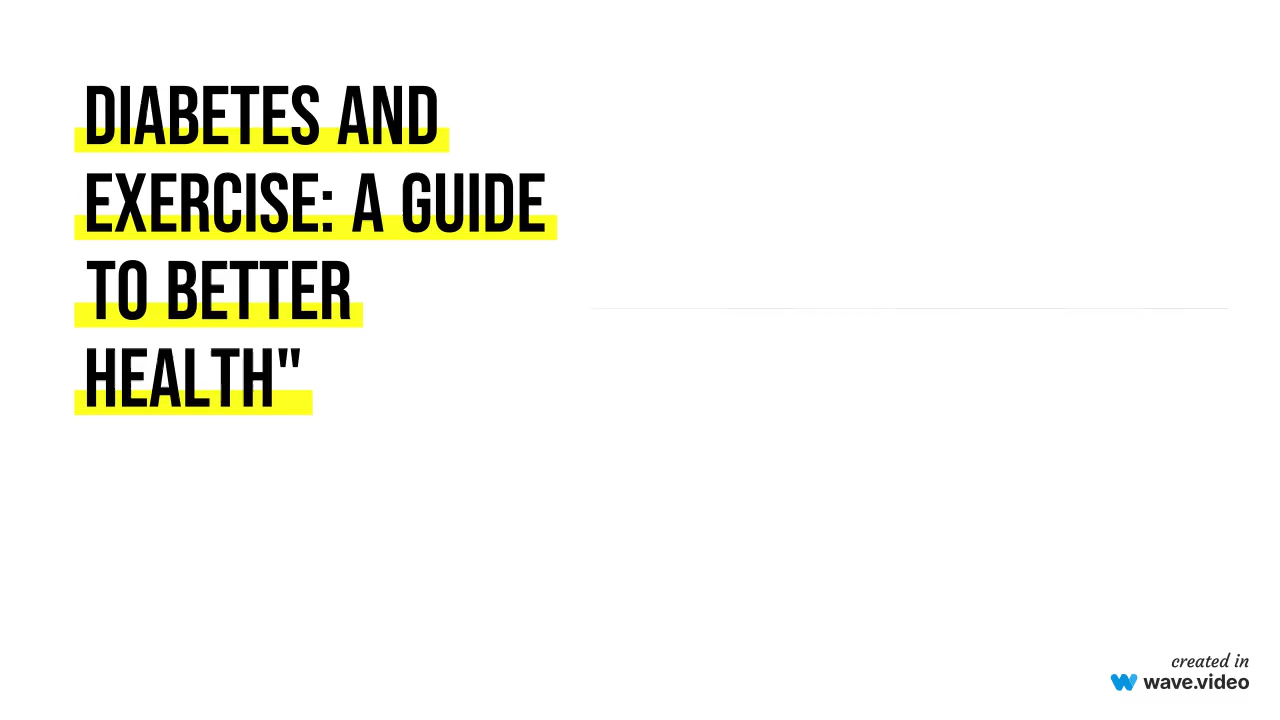 DIABETES AND
EXERCISE: A GUIDE
TO BETTER
HEALTH"
created in
wave.video